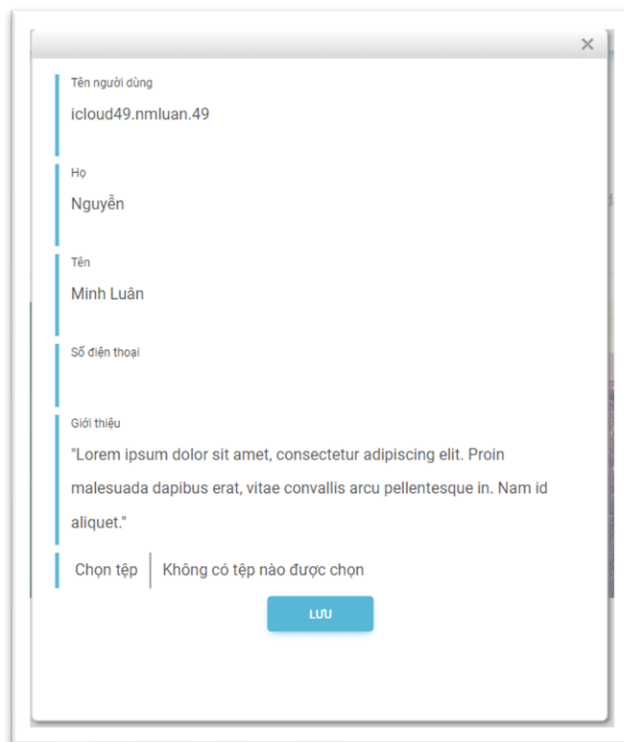 ×
Tên người dùng
icloud49.nmluan.49
Họ
Nguyễn
Tên
Minh Luân
Số điện thoại
Giới thiệu
"Lorem ipsum dolor sit amet, consectetur adipiscing elit. Proin
malesuada dapibus erat, vitae convallis arcu pellentesque in. Nam id
aliquet."
Chọn tệp Không có tệp nào được chọn
LƯU